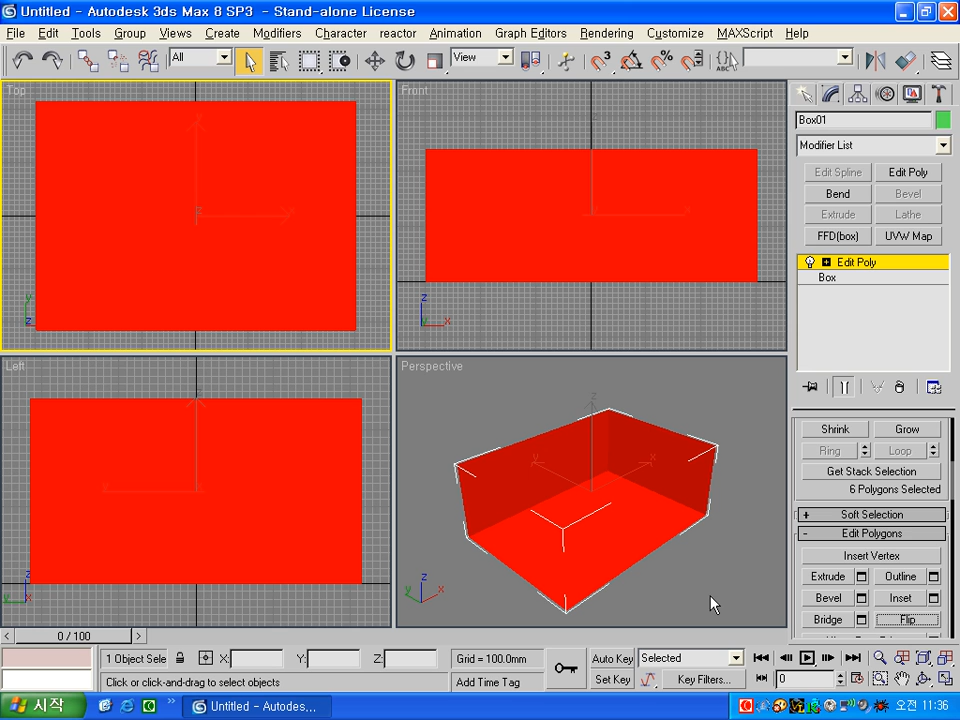 Untitled - Autodesk 3ds Max 8 SP3 - Stand-alone License
File Edit Tools Group Views Create Modifiers Character reactor Animation Graph Editors Rendering Customize MAXScript Help
All View ABC
Top Front
Box01
Modifier List
Edit Spline Edit Poly
Bend Bevel
Extrude Lathe
FFD(box) UVW Map
Edit Poly
Box
Left Perspective
Shrink Grow
Ring Loop
Get Stack Selection
6 Polygons Selected
+ Soft Selection
- Edit Polygons
Insert Vertex
Extrude Outline
Bevel Inset
Bridge Flip
< 0 / 100 >
1 Object Sele X: Y: Z: Grid = 100.0mm Auto Key Selected
Click or click-and-drag to select objects Add Time Tag Set Key Key Filters... 0
시작 Untitled - Autodes... 오전 11:36